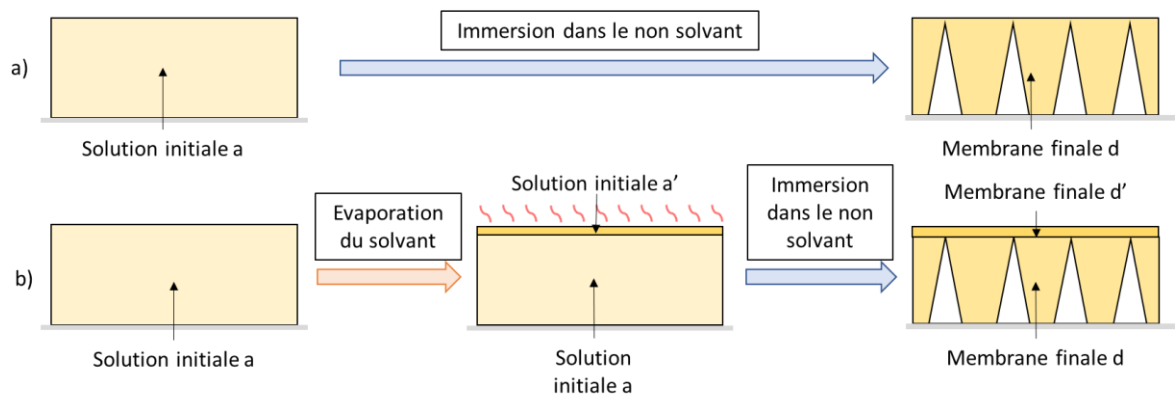 Immersion dans le non solvant
a)
Solution initiale a
Membrane finale d
Evaporation
du solvant
Solution initiale a’
Immersion
dans le non
solvant
Membrane finale d’
b)
Solution initiale a
Solution
initiale a
Membrane finale d